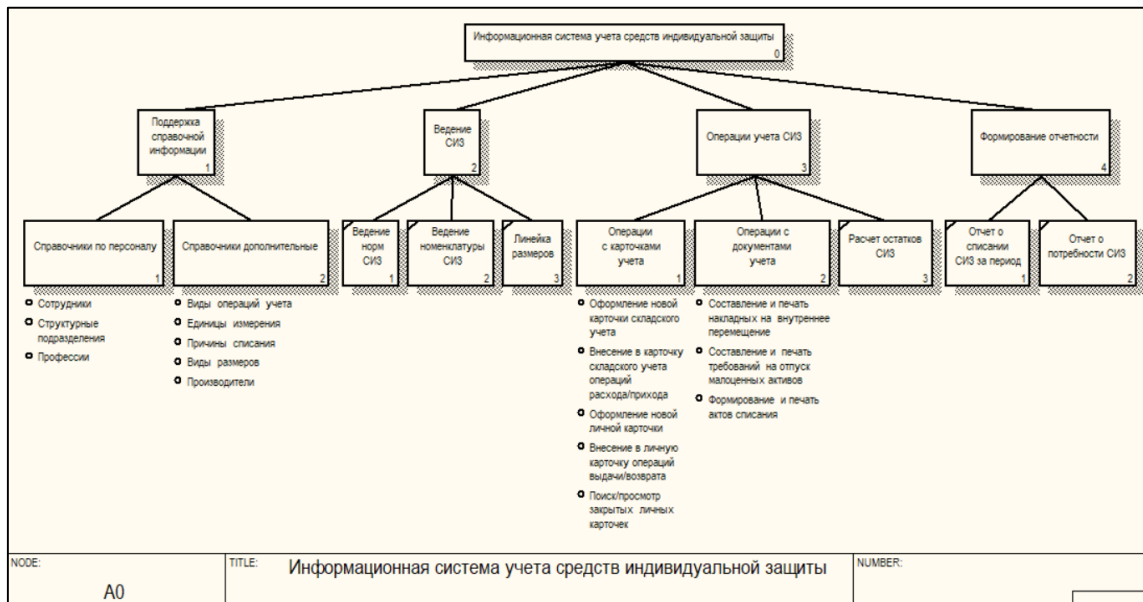 Информационная система учета средств индивидуальной защиты
0
Поддержка
справочной
информации
1
Ведение
СИЗ
2
Операции учета СИЗ
3
Формирование отчетности
4
Справочники по персоналу
1
Справочники дополнительные
2
Ведение
норм
СИЗ
1
Ведение
номенклатуры
СИЗ
2
Линейка
размеров
3
Операции
с карточками
учета
1
Операции с
документами
учета
2
Расчет остатков
СИЗ
3
Отчет о
списании
СИЗ за период
1
Отчет о
потребности СИЗ
2
Сотрудники
Структурные
подразделения
Профессии
Виды операций учета
Единицы измерения
Причины списания
Виды размеров
Производители
Оформление новой
карточки складского
учета
Внесение в карточку
складского учета
операций
расхода/прихода
Оформление новой
личной карточки
Внесение в личную
карточку операций
выдачи/возврата
Поиск/просмотр
закрытых личных
карточек
Составление и печать
накладных на внутреннее
перемещение
Составление и печать
требований на отпуск
малоценных активов
Формирование и печать
актов списания
NODE:
A0
TITLE:
Информационная система учета средств индивидуальной защиты
NUMBER: